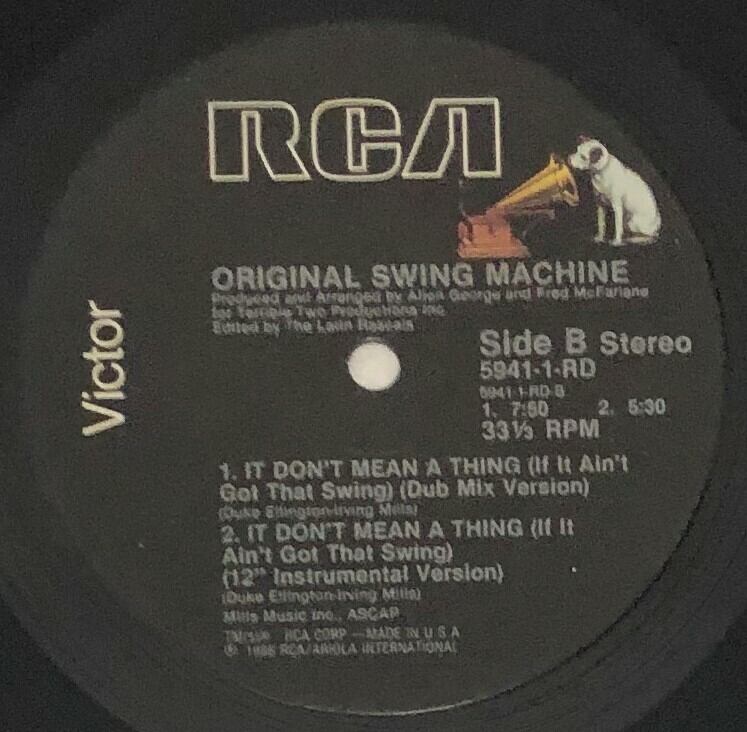 RCA
Victor
ORIGINAL SWING MACHINE
Produced and Arranged by Allen George and Fred McFarlane
for Terrible Two Productions Inc
Edited by The Latin Rascals
Side B Stereo
5941-1-RD
5941-1-RD-B
1. 7:50 2. 5:30
33⅓ RPM
1. IT DON'T MEAN A THING (If It Ain't
Got That Swing) (Dub Mix Version)
(Duke Ellington-Irving Mills)
2. IT DON'T MEAN A THING (If It
Ain't Got That Swing)
(12" Instrumental Version)
(Duke Ellington-Irving Mills)
Mills Music Inc., ASCAP
RCA CORP — MADE IN U S A
℗ 1986 RCA/ARIOLA INTERNATIONAL